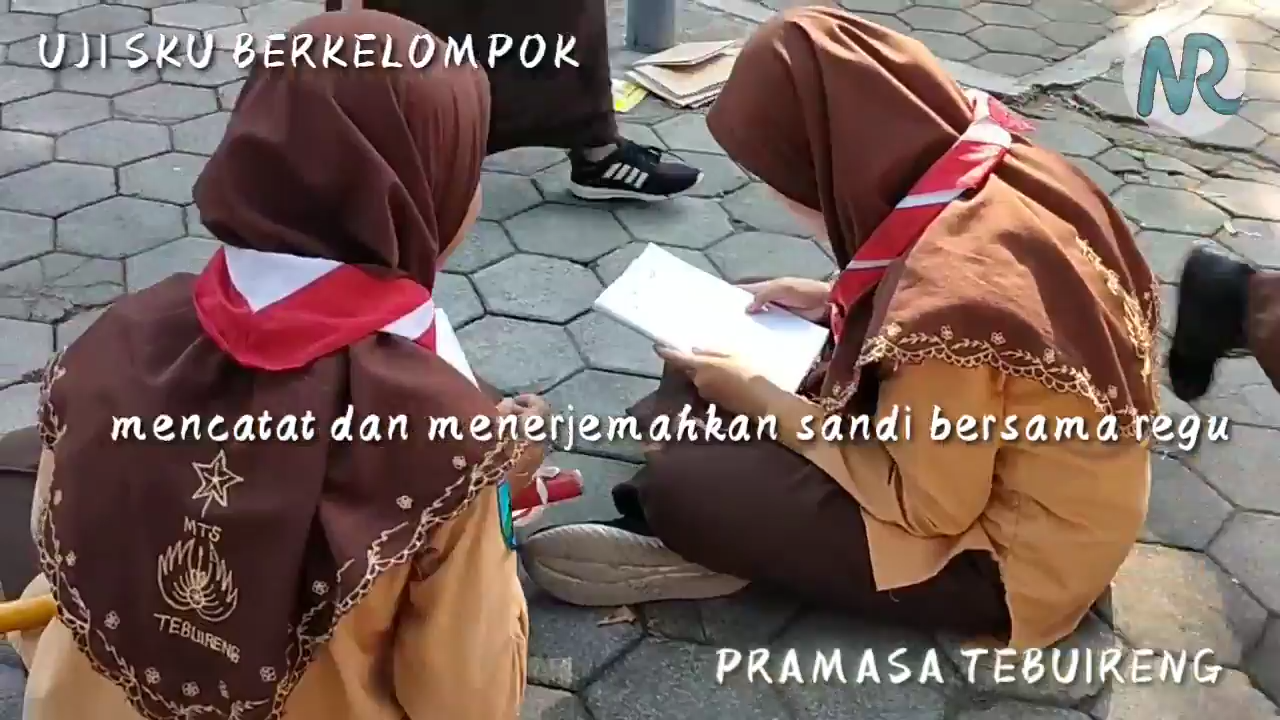 UJI SKU BERKELOMPOK
NR
mencatat dan menerjemahkan sandi bersama regu
MTS
TEBUIRENG
PRAMASA TEBUIRENG